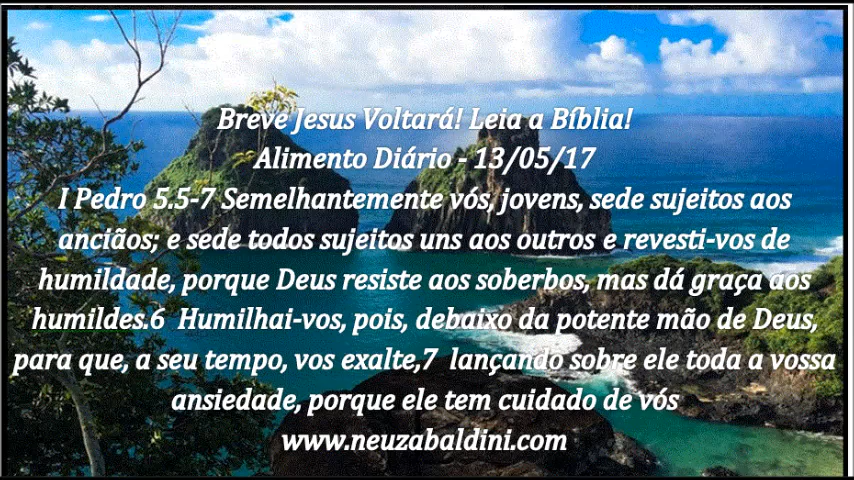 Breve Jesus Voltará! Leia a Bíblia!
Alimento Diário - 13/05/17
I Pedro 5.5-7 Semelhantemente vós, jovens, sede sujeitos aos
anciãos; e sede todos sujeitos uns aos outros e revesti-vos de
humildade, porque Deus resiste aos soberbos, mas dá graça aos
humildes.6 Humilhai-vos, pois, debaixo da potente mão de Deus,
para que, a seu tempo, vos exalte,7 lançando sobre ele toda a vossa
ansiedade, porque ele tem cuidado de vós
www.neuzabaldini.com